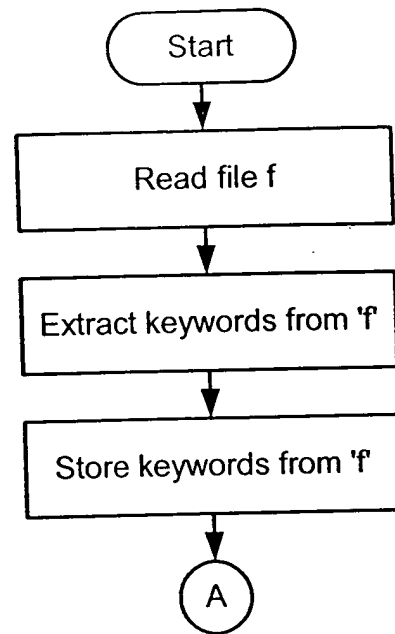 Start
Read file f
Extract keywords from 'f'
Store keywords from 'f'
A